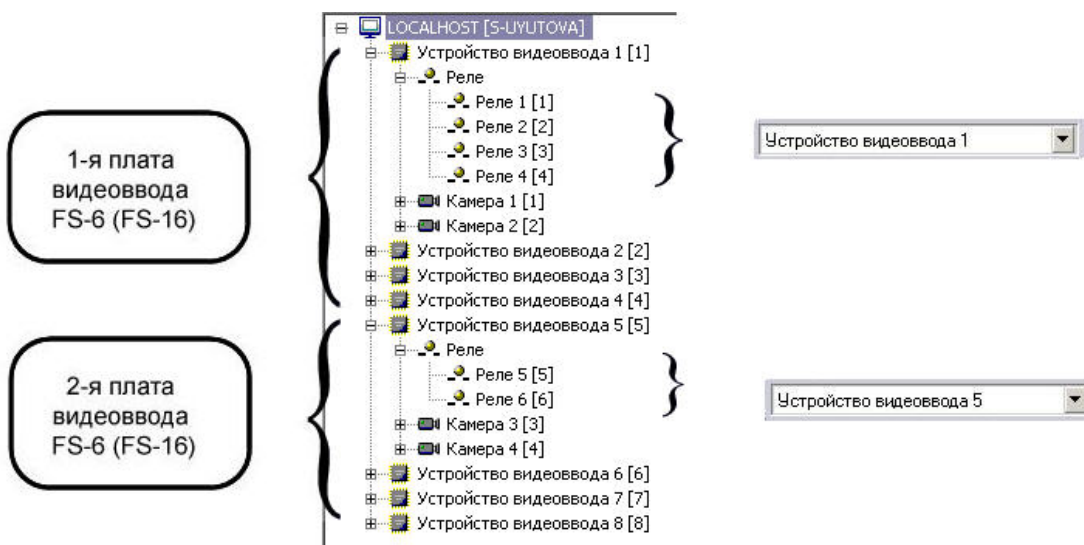 LOCALHOST [S-UYUTOVA]
Устройство видеоввода 1 [1]
Реле
Реле 1 [1]
Реле 2 [2]
Реле 3 [3]
Реле 4 [4]
Камера 1 [1]
Камера 2 [2]
Устройство видеоввода 2 [2]
Устройство видеоввода 3 [3]
Устройство видеоввода 4 [4]
Устройство видеоввода 5 [5]
Реле
Реле 5 [5]
Реле 6 [6]
Камера 3 [3]
Камера 4 [4]
Устройство видеоввода 6 [6]
Устройство видеоввода 7 [7]
Устройство видеоввода 8 [8]
1-я плата
видеоввода
FS-6 (FS-16)
2-я плата
видеоввода
FS-6 (FS-16)
Устройство видеоввода 1
Устройство видеоввода 5